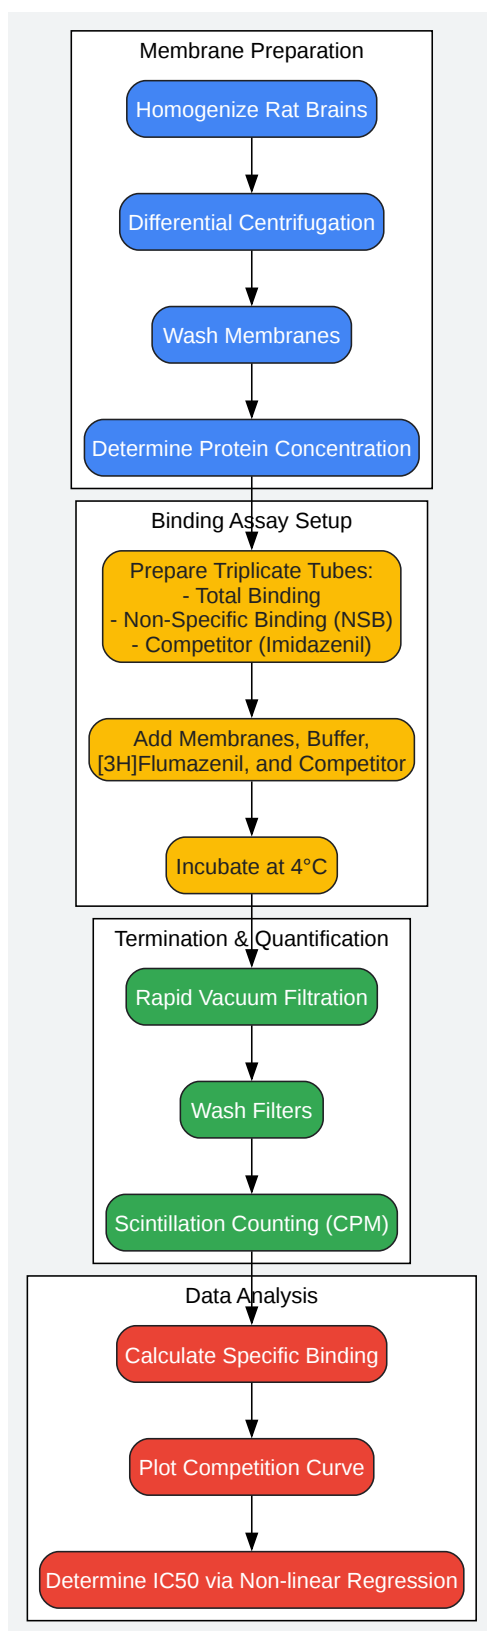 Membrane Preparation
Homogenize Rat Brains
Differential Centrifugation
Wash Membranes
Determine Protein Concentration
Binding Assay Setup
Prepare Triplicate Tubes:
- Total Binding
- Non-Specific Binding (NSB)
- Competitor (Imidazenil)
Add Membranes, Buffer,
[3H]Flumazenil, and Competitor
Incubate at 4°C
Termination & Quantification
Rapid Vacuum Filtration
Wash Filters
Scintillation Counting (CPM)
Data Analysis
Calculate Specific Binding
Plot Competition Curve
Determine IC50 via Non-linear Regression